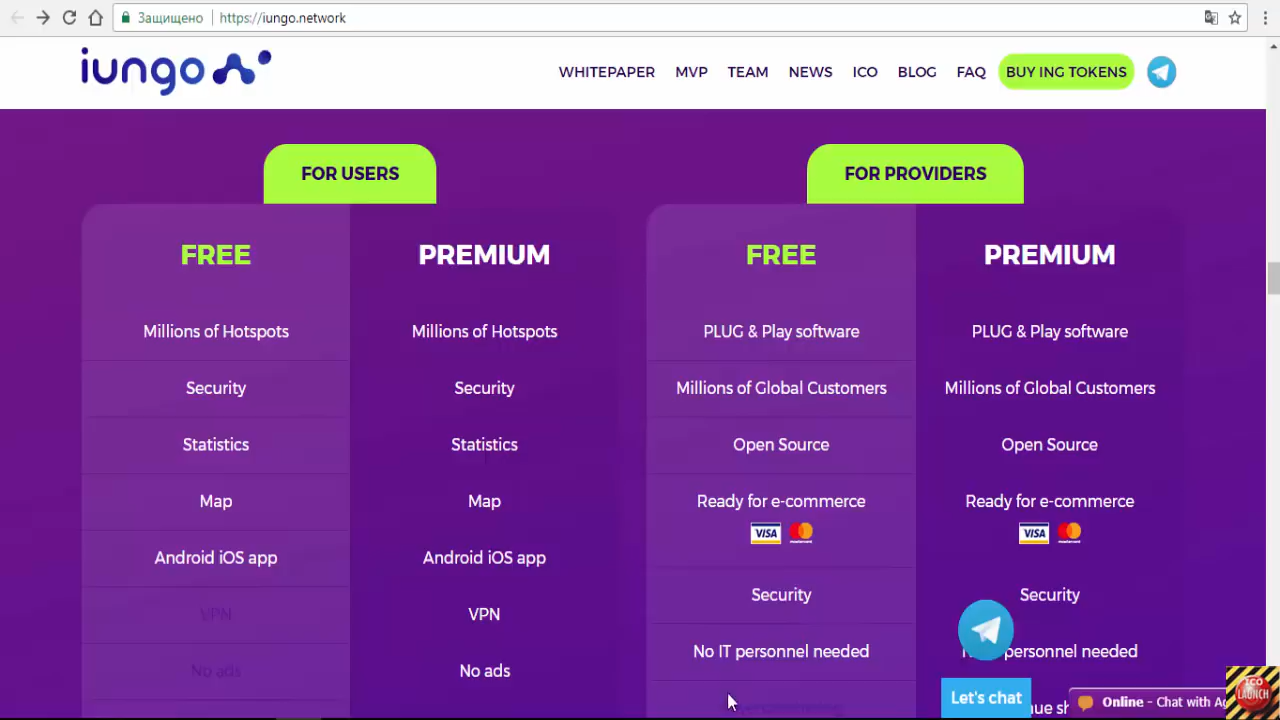 Защищено
https://iungo.network
iungo
WHITEPAPER MVP TEAM NEWS ICO BLOG FAQ BUY ING TOKENS
FOR USERS
FREE PREMIUM
Millions of Hotspots Millions of Hotspots
Security Security
Statistics Statistics
Map Map
Android iOS app Android iOS app
VPN VPN
No ads No ads
FOR PROVIDERS
FREE PREMIUM
PLUG & Play software PLUG & Play software
Millions of Global Customers Millions of Global Customers
Open Source Open Source
Ready for e-commerce Ready for e-commerce
VISA mastercard VISA mastercard
Security Security
No IT personnel needed personnel needed
Let's chat
Online - Chat with
ICO
LAUNCH